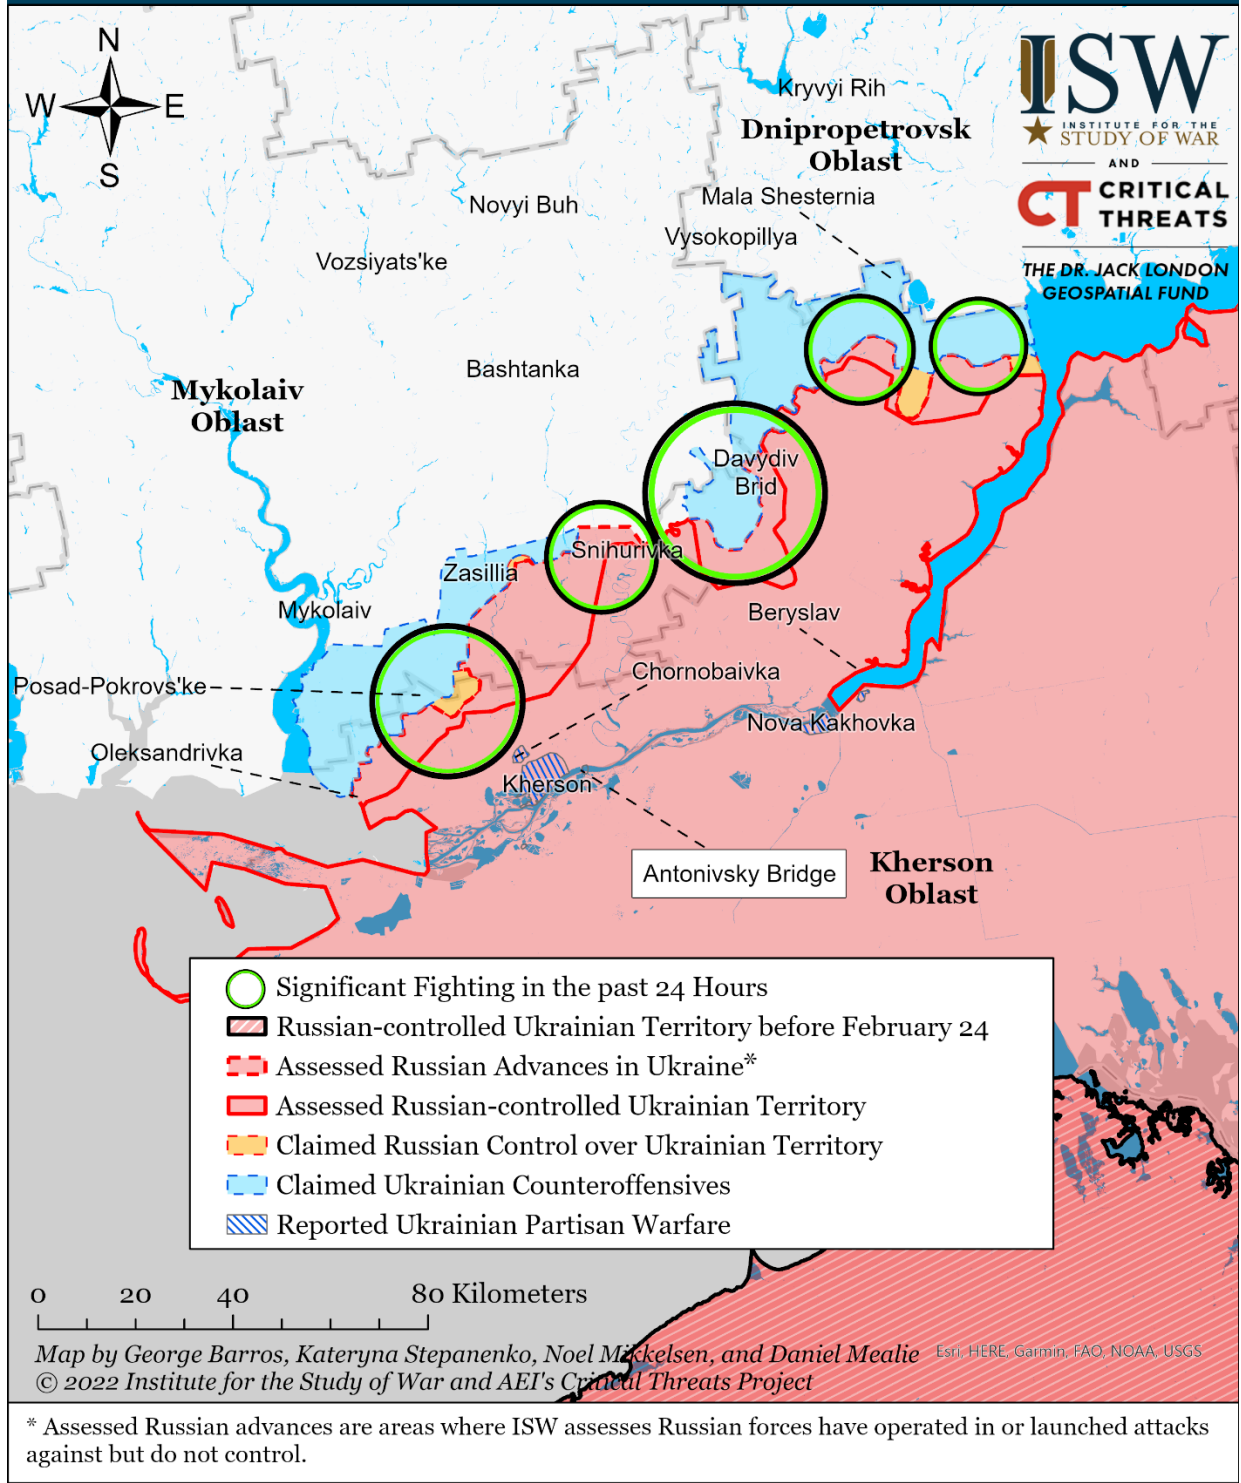 N
W
E
S
ISW
INSTITUTE FOR THE
STUDY OF WAR
AND
CT CRITICAL
THREATS
THE DR. JACK LONDON
GEOSPATIAL FUND
Kryvyi Rih
Dnipropetrovsk
Oblast
Mala Shesternia
Novyi Buh
Vysokopillya
Vozsiyats'ke
Bashtanka
Mykolaiv
Oblast
Davydiv
Brid
Snihurivka
Zasillia
Mykolaiv
Beryslav
Chornobaivka
Posad-Pokrovs'ke
Nova Kakhovka
Oleksandrivka
Kherson
Antonivsky Bridge
Kherson
Oblast
Significant Fighting in the past 24 Hours
Russian-controlled Ukrainian Territory before February 24
Assessed Russian Advances in Ukraine*
Assessed Russian-controlled Ukrainian Territory
Claimed Russian Control over Ukrainian Territory
Claimed Ukrainian Counteroffensives
Reported Ukrainian Partisan Warfare
0 20 40 80 Kilometers
Map by George Barros, Kateryna Stepanenko, Noel Mikkelsen, and Daniel Mealie
Esri, HERE, Garmin, FAO, NOAA, USGS
© 2022 Institute for the Study of War and AEI's Critical Threats Project
* Assessed Russian advances are areas where ISW assesses Russian forces have operated in or launched attacks
against but do not control.